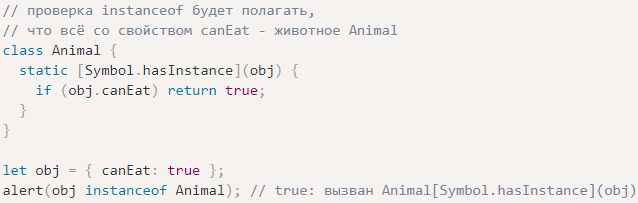 // проверка instanceof будет полагать,
// что всё со свойством canEat - животное Animal
class Animal {
  static [Symbol.hasInstance](obj) {
    if (obj.canEat) return true;
  }
}

let obj = { canEat: true };
alert(obj instanceof Animal); // true: вызван Animal[Symbol.hasInstance](obj)